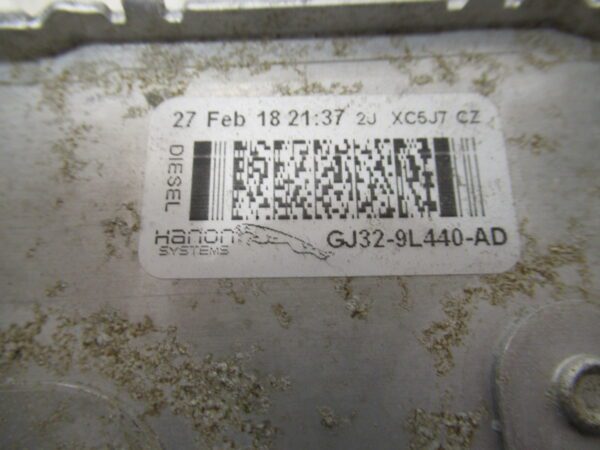 27 Feb 18 21:37 2J XC5J7 CZ
DIESEL
Hanon
SYSTEMS
GJ32-9L440-AD